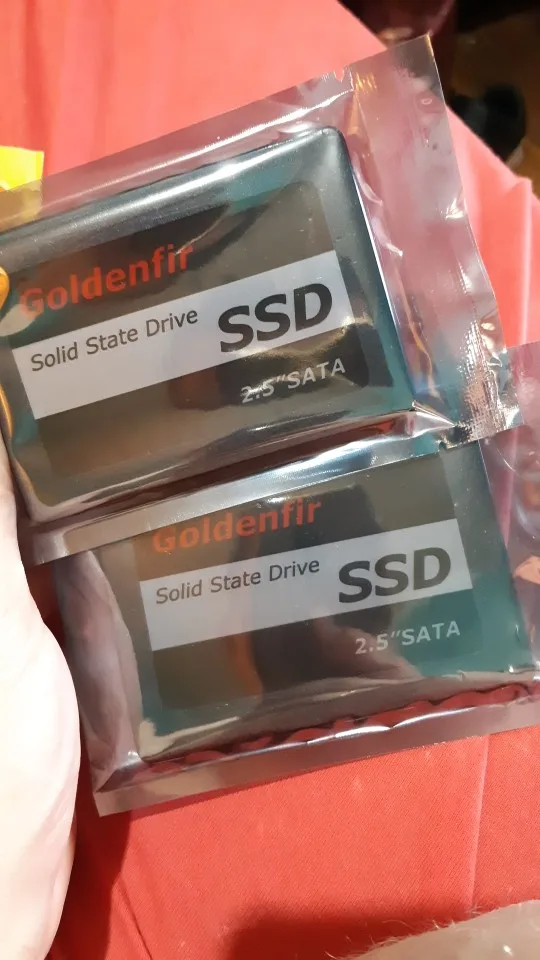 Goldenfir
Solid State Drive SSD
2.5"SATA
Goldenfir
Solid State Drive SSD
2.5"SATA